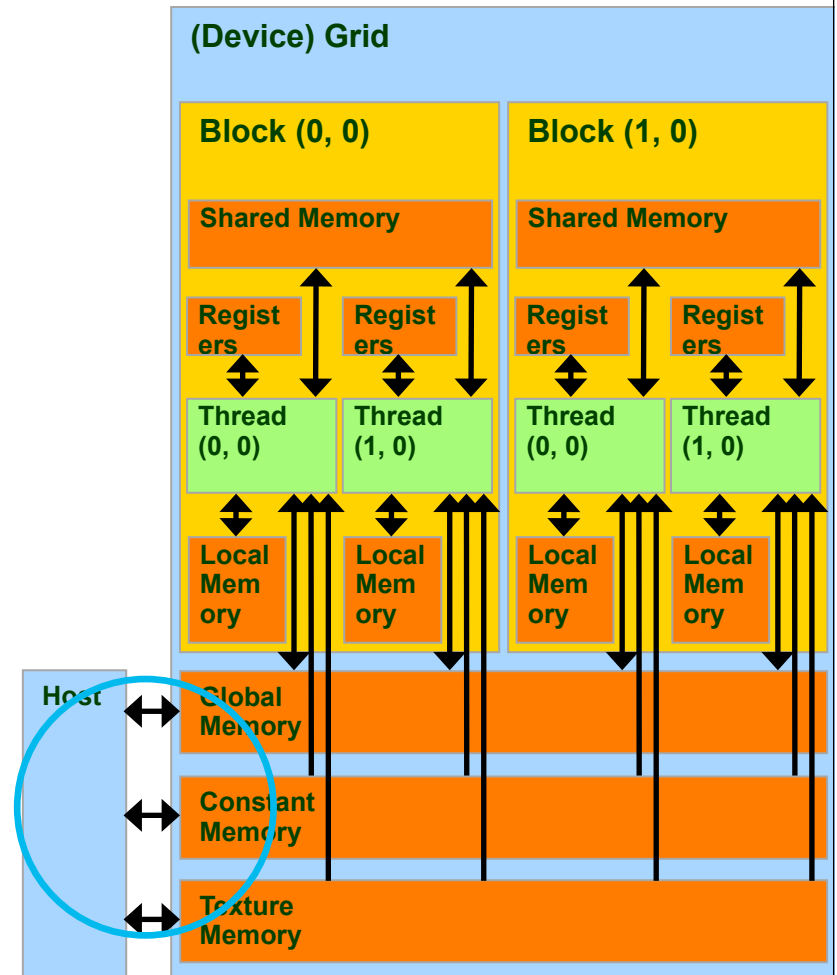 (Device) Grid
Block (0, 0)
Block (1, 0)
Shared Memory
Shared Memory
Regist
ers
Regist
ers
Regist
ers
Regist
ers
Thread
(0, 0)
Thread
(1, 0)
Thread
(0, 0)
Thread
(1, 0)
Local
Mem
ory
Local
Mem
ory
Local
Mem
ory
Local
Mem
ory
Host
Global
Memory
Constant
Memory
Texture
Memory